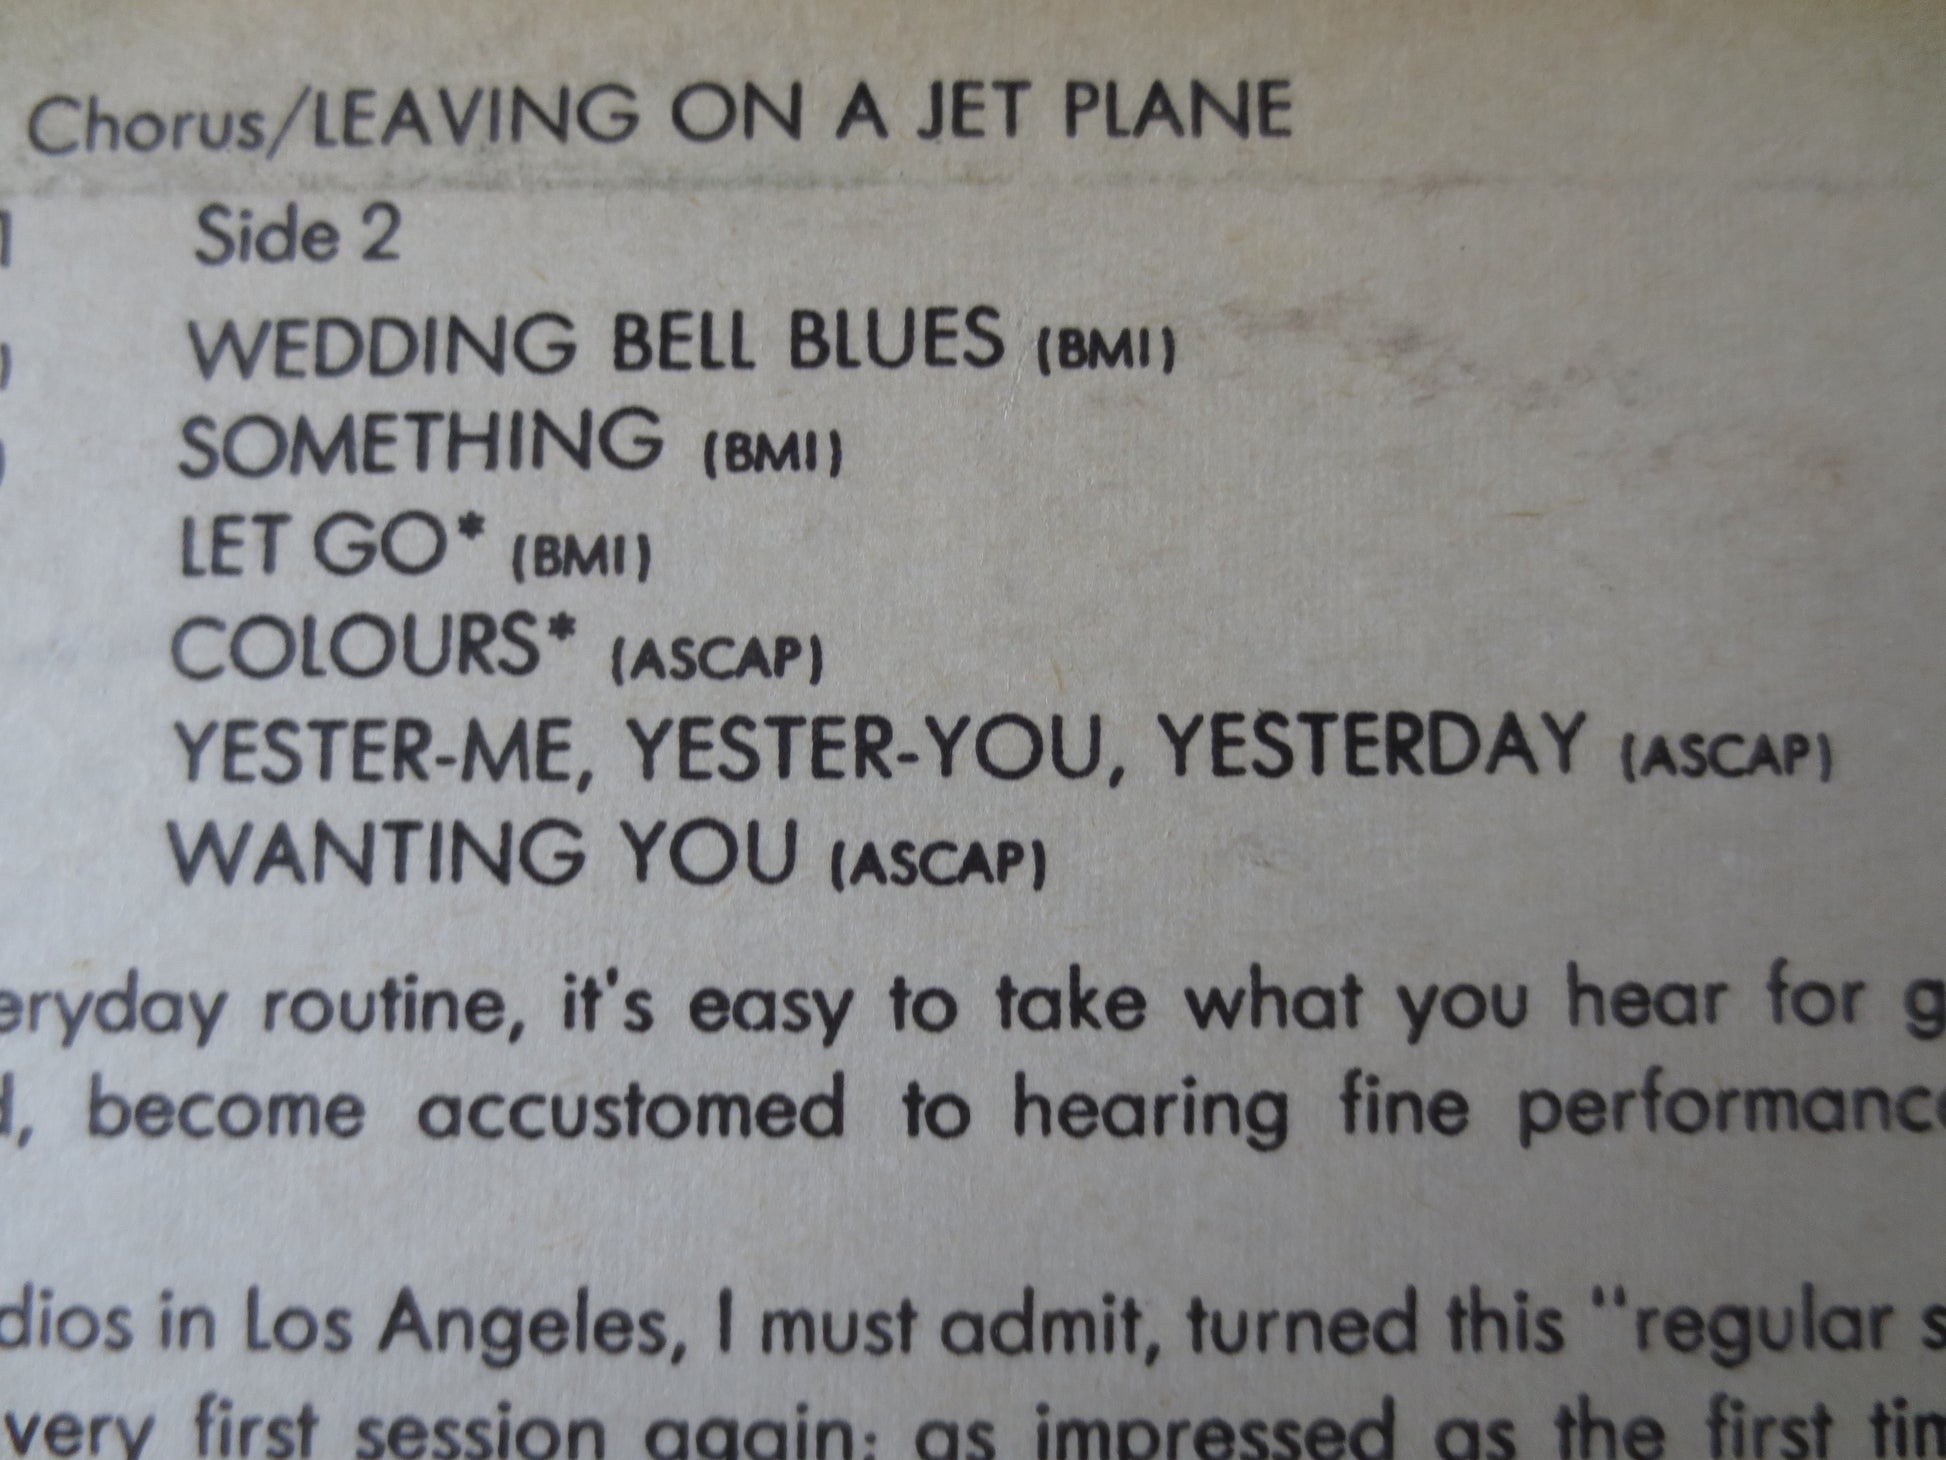 Chorus/LEAVING ON A JET PLANE
Side 2
WEDDING BELL BLUES (BMI)
SOMETHING (BMI)
LET GO* (BMI)
COLOURS* (ASCAP)
YESTER-ME, YESTER-YOU, YESTERDAY (ASCAP)
WANTING YOU (ASCAP)
eryday routine, it's easy to take what you hear for g
d, become accustomed to hearing fine performanc
dios in Los Angeles, I must admit, turned this "regular s
very first session again: as impressed as the first tim